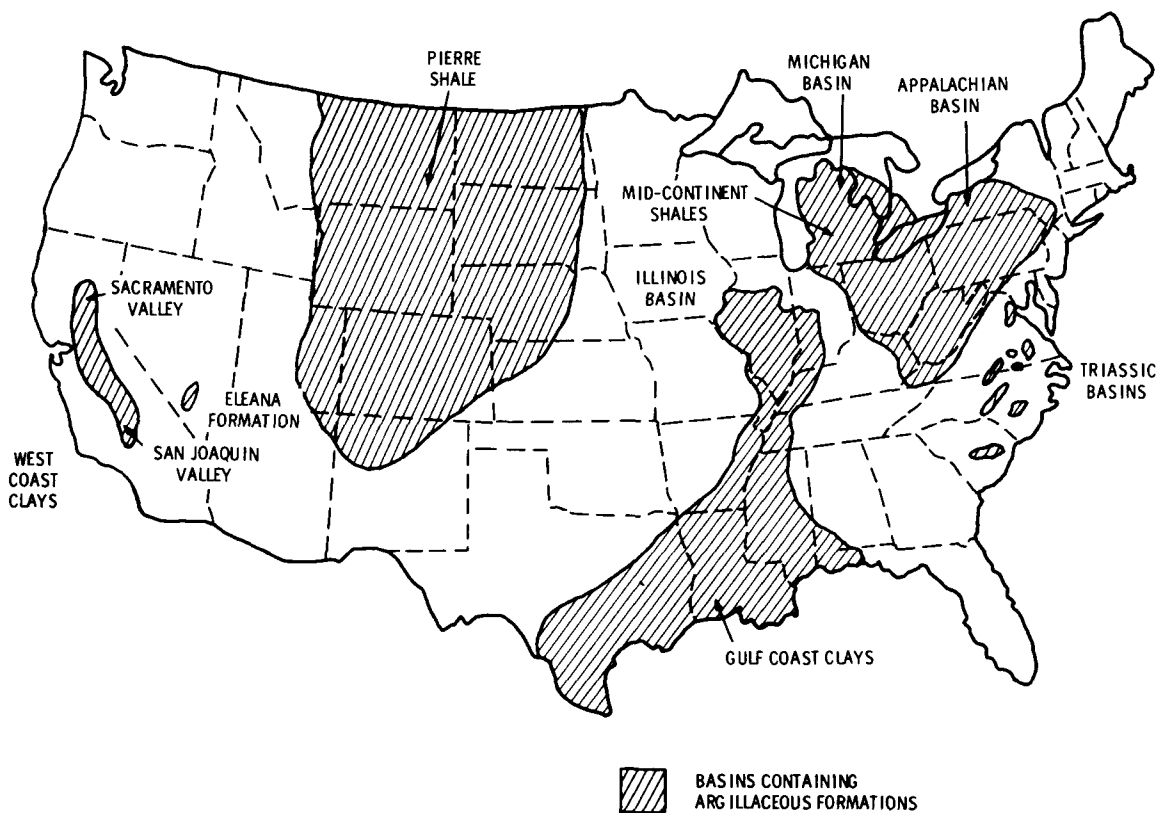 PIERRE
SHALE
MICHIGAN
BASIN
APPALACHIAN
BASIN
MID-CONTINENT
SHALES
ILLINOIS
BASIN
SACRAMENTO
VALLEY
ELEANA
FORMATION
SAN JOAQUIN
VALLEY
WEST
COAST
CLAYS
TRIASSIC
BASINS
GULF COAST CLAYS
BASINS CONTAINING
ARGILLACEOUS FORMATIONS